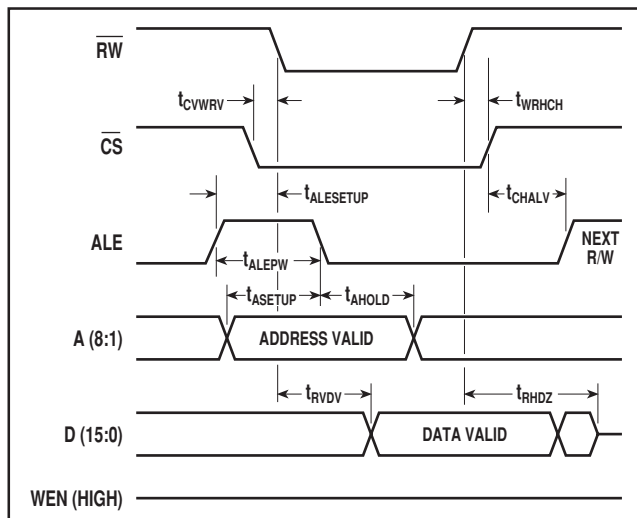 RW
tCVWRV
tWRHCH
CS
tALESETUP
tCHALV
ALE
NEXT
R/W
tALEPW
tASETUP
tAHOLD
A (8:1)
ADDRESS VALID
tRVDV
tRHDZ
D (15:0)
DATA VALID
WEN (HIGH)